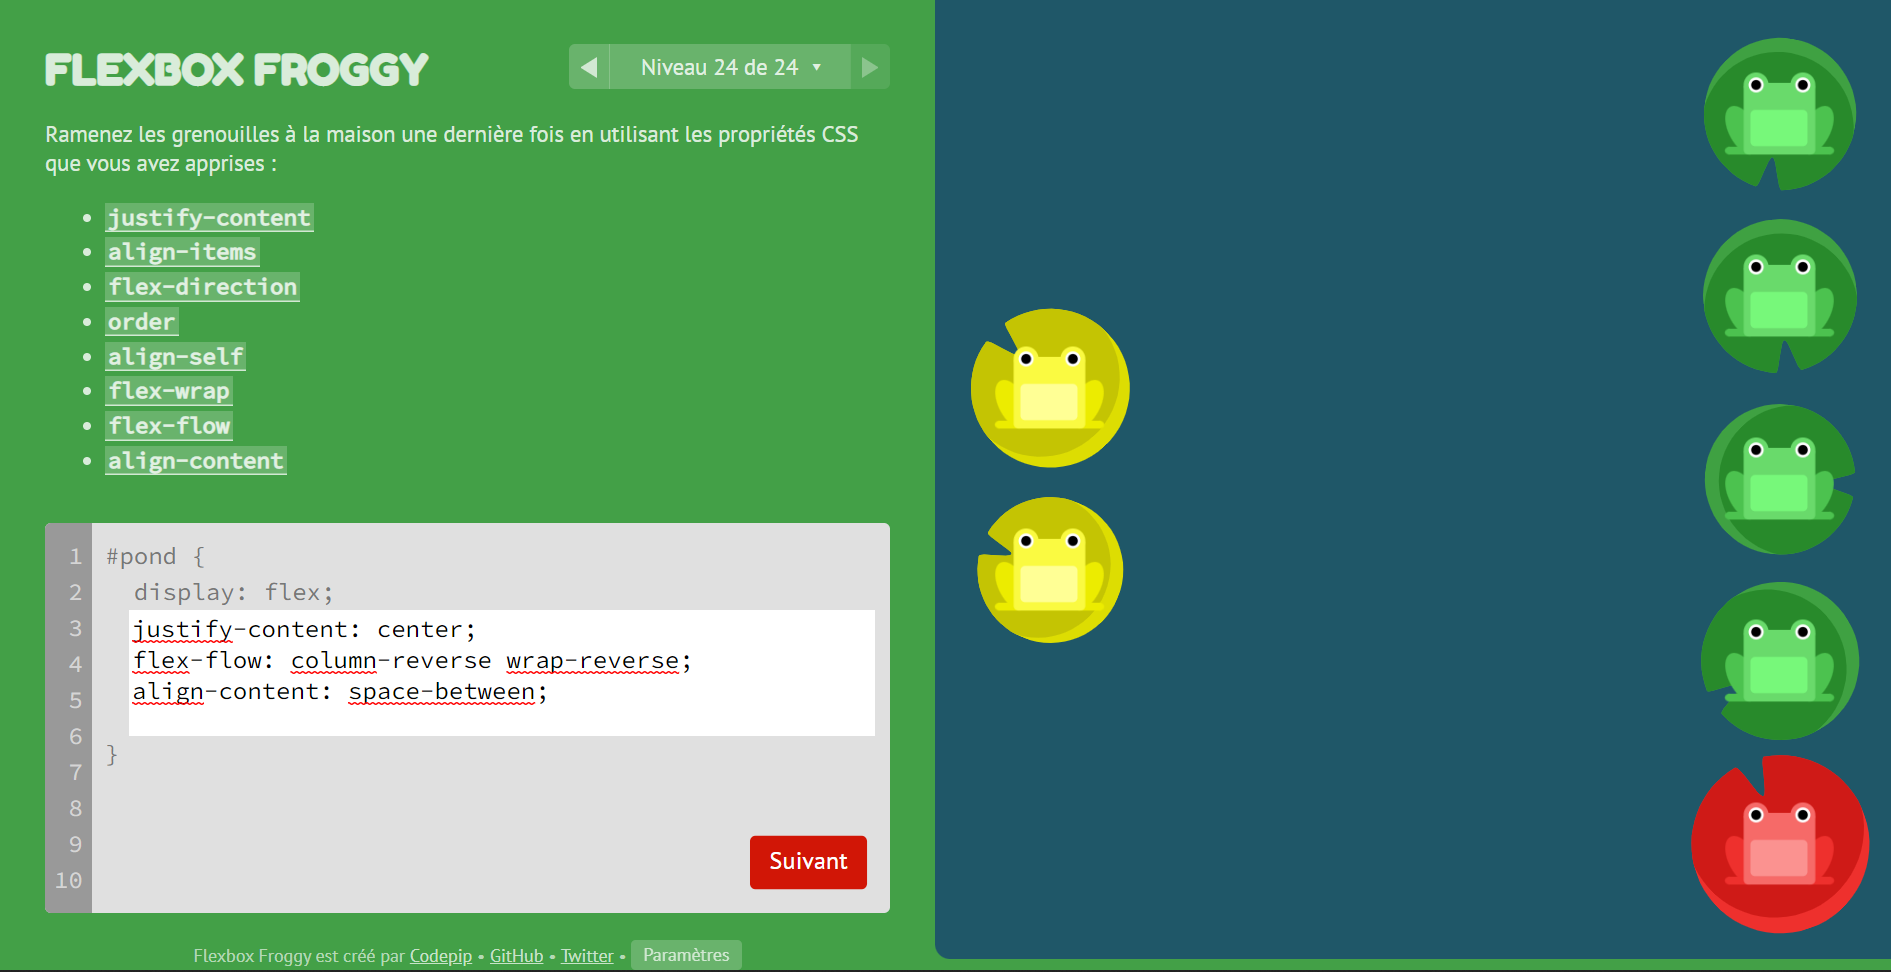 FLEXBOX FROGGY
◀ Niveau 24 de 24 ▼ ▶
Ramenez les grenouilles à la maison une dernière fois en utilisant les propriétés CSS
que vous avez apprises :
• justify-content
• align-items
• flex-direction
• order
• align-self
• flex-wrap
• flex-flow
• align-content
1 #pond {
2 display: flex;
3 justify-content: center;
4 flex-flow: column-reverse wrap-reverse;
5 align-content: space-between;
6 }
7
8
9
10
Suivant
Flexbox Froggy est créé par Codepip • GitHub • Twitter • Paramètres